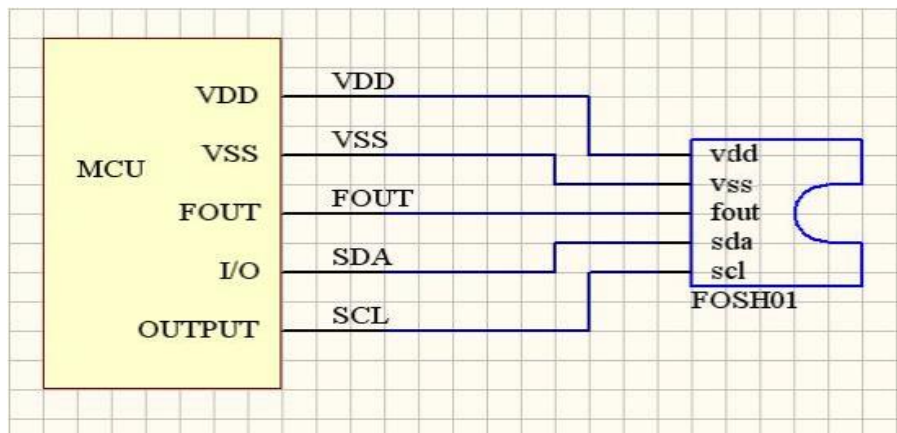 VDD
VSS
MCU
FOUT
I/O
OUTPUT
VDD
VSS
FOUT
SDA
SCL
vdd
vss
fout
sda
scl
FOSH01